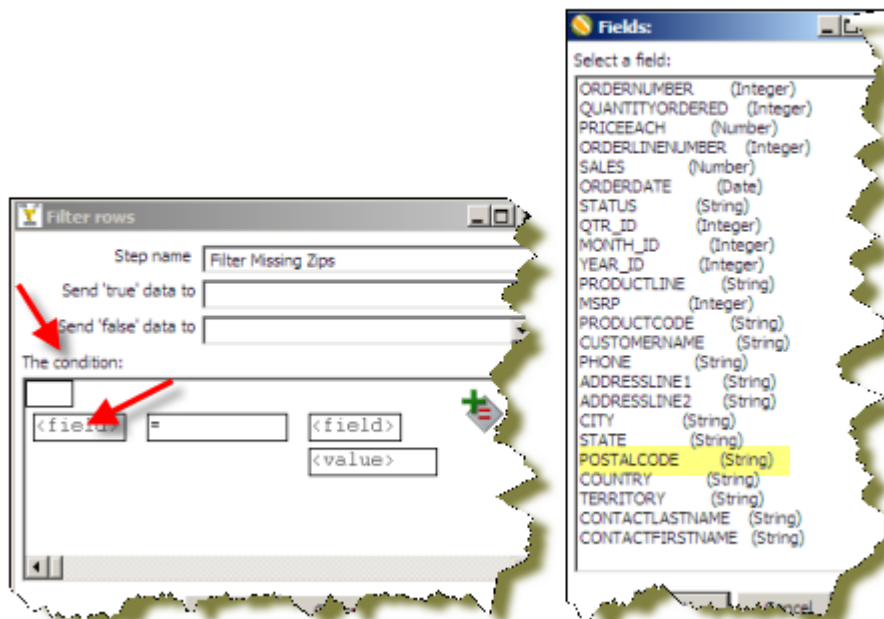 Filter rows
Step name Filter Missing Zips
Send 'true' data to
Send 'false' data to
The condition:
<field> = <field>
<value>
Fields:
Select a field:
ORDERNUMBER (Integer)
QUANTITYORDERED (Integer)
PRICEEACH (Number)
ORDERLINENUMBER (Integer)
SALES (Number)
ORDERDATE (Date)
STATUS (String)
QTR_ID (Integer)
MONTH_ID (Integer)
YEAR_ID (Integer)
PRODUCTLINE (String)
MSRP (Integer)
PRODUCTCODE (String)
CUSTOMERNAME (String)
PHONE (String)
ADDRESSLINE1 (String)
ADDRESSLINE2 (String)
CITY (String)
STATE (String)
POSTALCODE (String)
COUNTRY (String)
TERRITORY (String)
CONTACTLASTNAME (String)
CONTACTFIRSTNAME (String)
Cancel